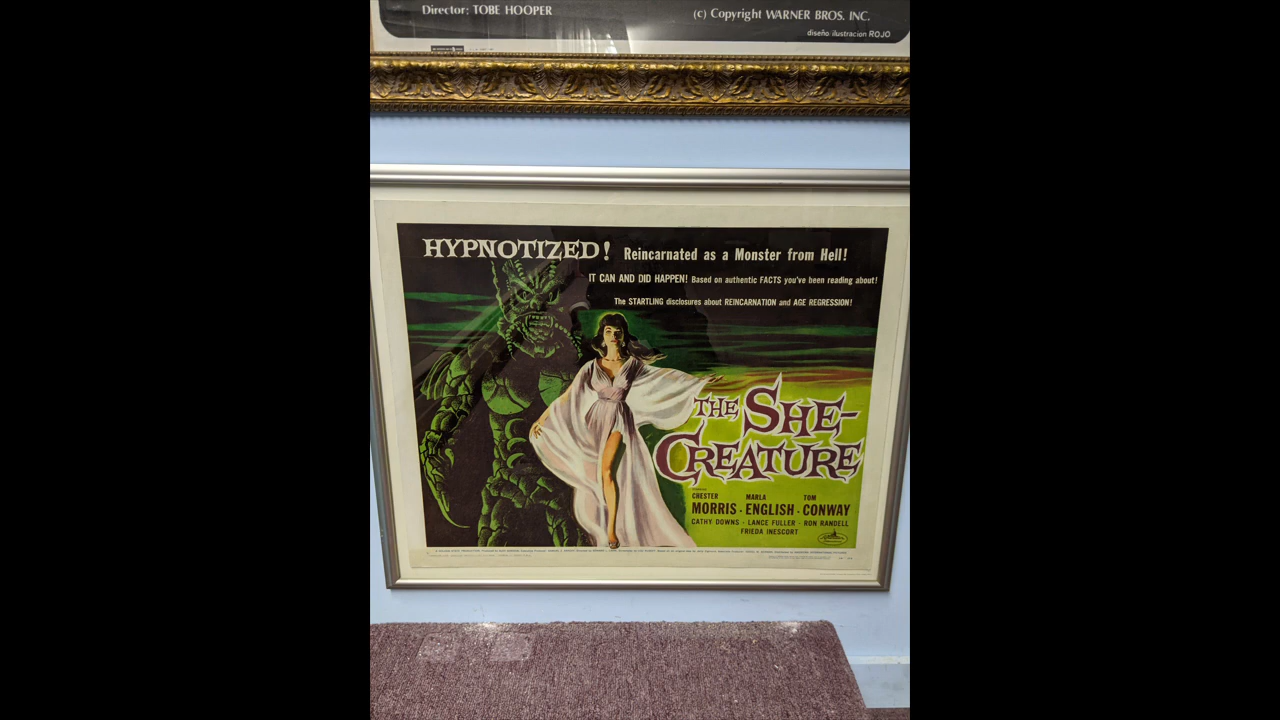 Director: TOBE HOOPER
(c) Copyright WARNER BROS. INC.
diseño ilustracion ROJO
HYPNOTIZED! Reincarnated as a Monster from Hell!
IT CAN AND DID HAPPEN! Based on authentic FACTS you've been reading about!
The STARTLING disclosures about REINCARNATION and AGE REGRESSION!
THE SHE-
CREATURE
CHESTER MARLA TOM
MORRIS · ENGLISH · CONWAY
CATHY DOWNS · LANCE FULLER · RON RANDELL
FRIEDA INESCORT